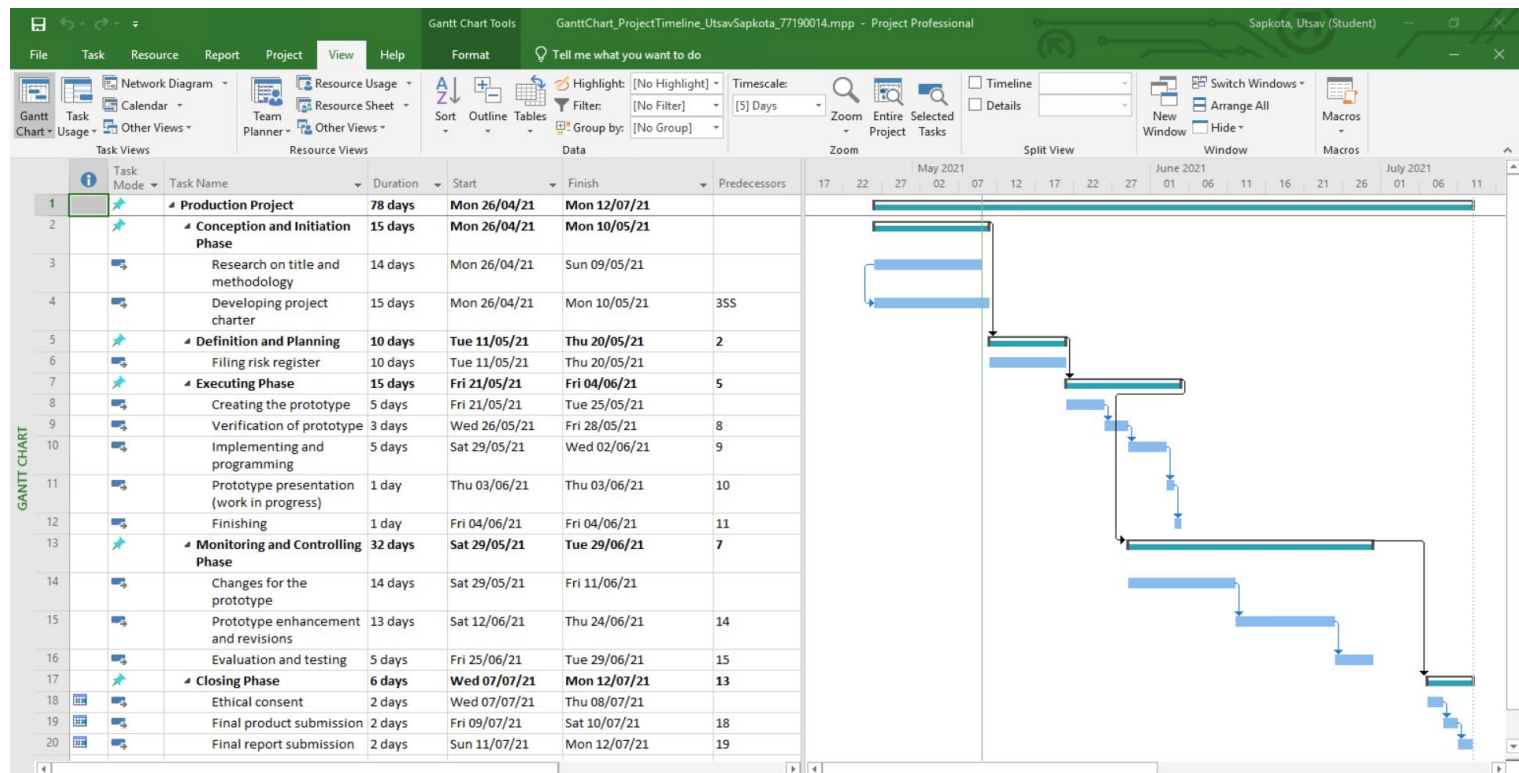 Gantt Chart Tools
GanttChart_ProjectTimeline_UtsavSapkota_77190014.mpp - Project Professional
Sapkota, Utsav (Student)
File Task Resource Report Project View Help Format Tell me what you want to do
Gantt Chart
Task Usage
Network Diagram
Calendar
Other Views
Task Views
Team Planner
Resource Usage
Resource Sheet
Other Views
Resource Views
Sort
Outline
Tables
Highlight: [No Highlight]
Filter: [No Filter]
Group by: [No Group]
Data
Timescale:
[5] Days
Zoom
Entire Project
Selected Tasks
Zoom
Timeline
Details
Split View
New Window
Switch Windows
Arrange All
Hide
Window
Macros
Macros
GANTT CHART
Task Mode Task Name Duration Start Finish Predecessors
May 2021 June 2021 July 2021
17 22 27 02 07 12 17 22 27 01 06 11 16 21 26 01 06 11
1 Production Project 78 days Mon 26/04/21 Mon 12/07/21
2 Conception and Initiation 15 days Mon 26/04/21 Mon 10/05/21
Phase
3 Research on title and 14 days Mon 26/04/21 Sun 09/05/21
methodology
4 Developing project 15 days Mon 26/04/21 Mon 10/05/21 3SS
charter
5 Definition and Planning 10 days Tue 11/05/21 Thu 20/05/21 2
6 Filing risk register 10 days Tue 11/05/21 Thu 20/05/21
7 Executing Phase 15 days Fri 21/05/21 Fri 04/06/21 5
8 Creating the prototype 5 days Fri 21/05/21 Tue 25/05/21
9 Verification of prototype 3 days Wed 26/05/21 Fri 28/05/21 8
10 Implementing and 5 days Sat 29/05/21 Wed 02/06/21 9
programming
11 Prototype presentation 1 day Thu 03/06/21 Thu 03/06/21 10
(work in progress)
12 Finishing 1 day Fri 04/06/21 Fri 04/06/21 11
13 Monitoring and Controlling 32 days Sat 29/05/21 Tue 29/06/21 7
Phase
14 Changes for the 14 days Sat 29/05/21 Fri 11/06/21
prototype
15 Prototype enhancement 13 days Sat 12/06/21 Thu 24/06/21 14
and revisions
16 Evaluation and testing 5 days Fri 25/06/21 Tue 29/06/21 15
17 Closing Phase 6 days Wed 07/07/21 Mon 12/07/21 13
18 Ethical consent 2 days Wed 07/07/21 Thu 08/07/21
19 Final product submission 2 days Fri 09/07/21 Sat 10/07/21 18
20 Final report submission 2 days Sun 11/07/21 Mon 12/07/21 19